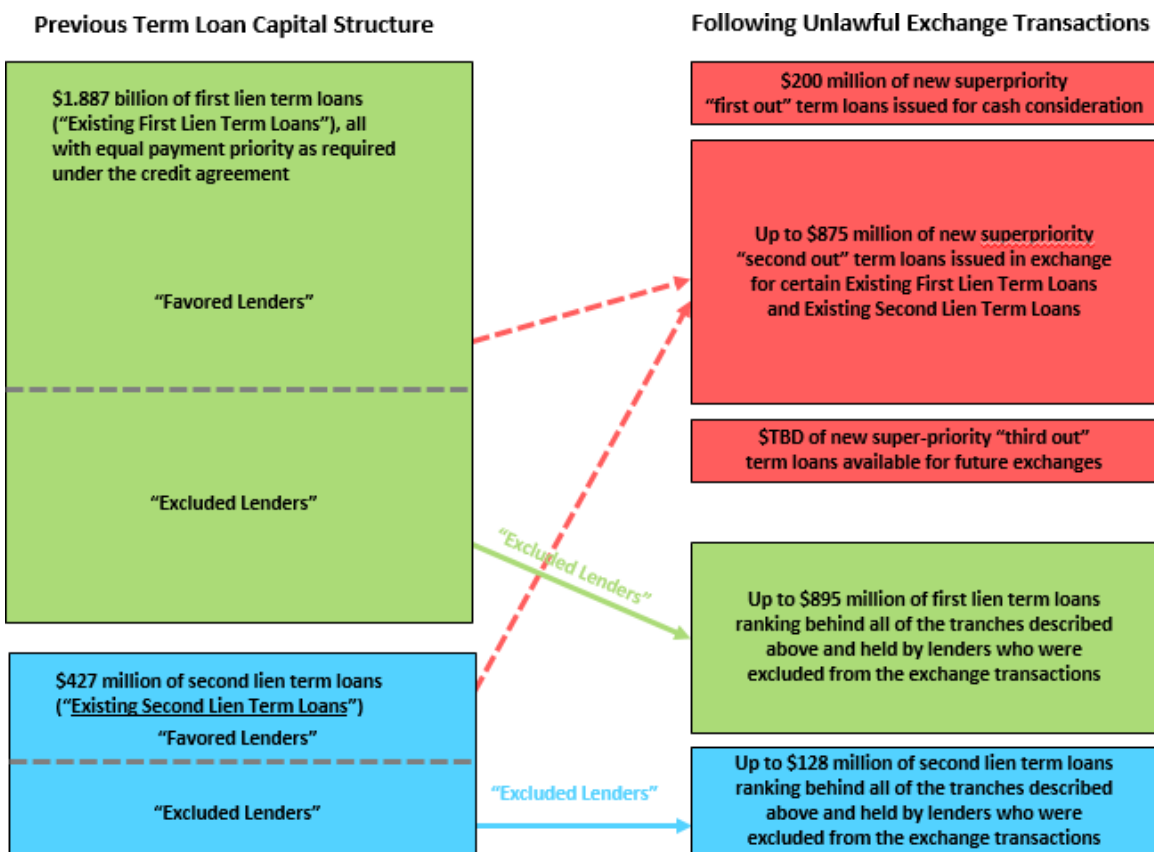 Previous Term Loan Capital Structure
$1.887 billion of first lien term loans
(“Existing First Lien Term Loans”), all
with equal payment priority as required
under the credit agreement
“Favored Lenders”
“Excluded Lenders”
$427 million of second lien term loans
(“Existing Second Lien Term Loans”)
“Favored Lenders”
“Excluded Lenders”
“Excluded Lenders”
“Excluded Lenders”
Following Unlawful Exchange Transactions
$200 million of new superpriority
“first out” term loans issued for cash consideration
Up to $875 million of new superpriority
“second out” term loans issued in exchange
for certain Existing First Lien Term Loans
and Existing Second Lien Term Loans
$TBD of new super-priority “third out”
term loans available for future exchanges
Up to $895 million of first lien term loans
ranking behind all of the tranches described
above and held by lenders who were
excluded from the exchange transactions
Up to $128 million of second lien term loans
ranking behind all of the tranches described
above and held by lenders who were
excluded from the exchange transactions